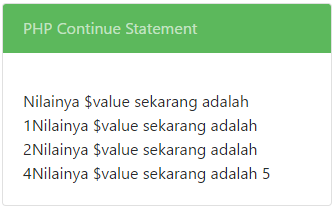 PHP Continue Statement
Nilainya $value sekarang adalah
1Nilainya $value sekarang adalah
2Nilainya $value sekarang adalah
4Nilainya $value sekarang adalah 5